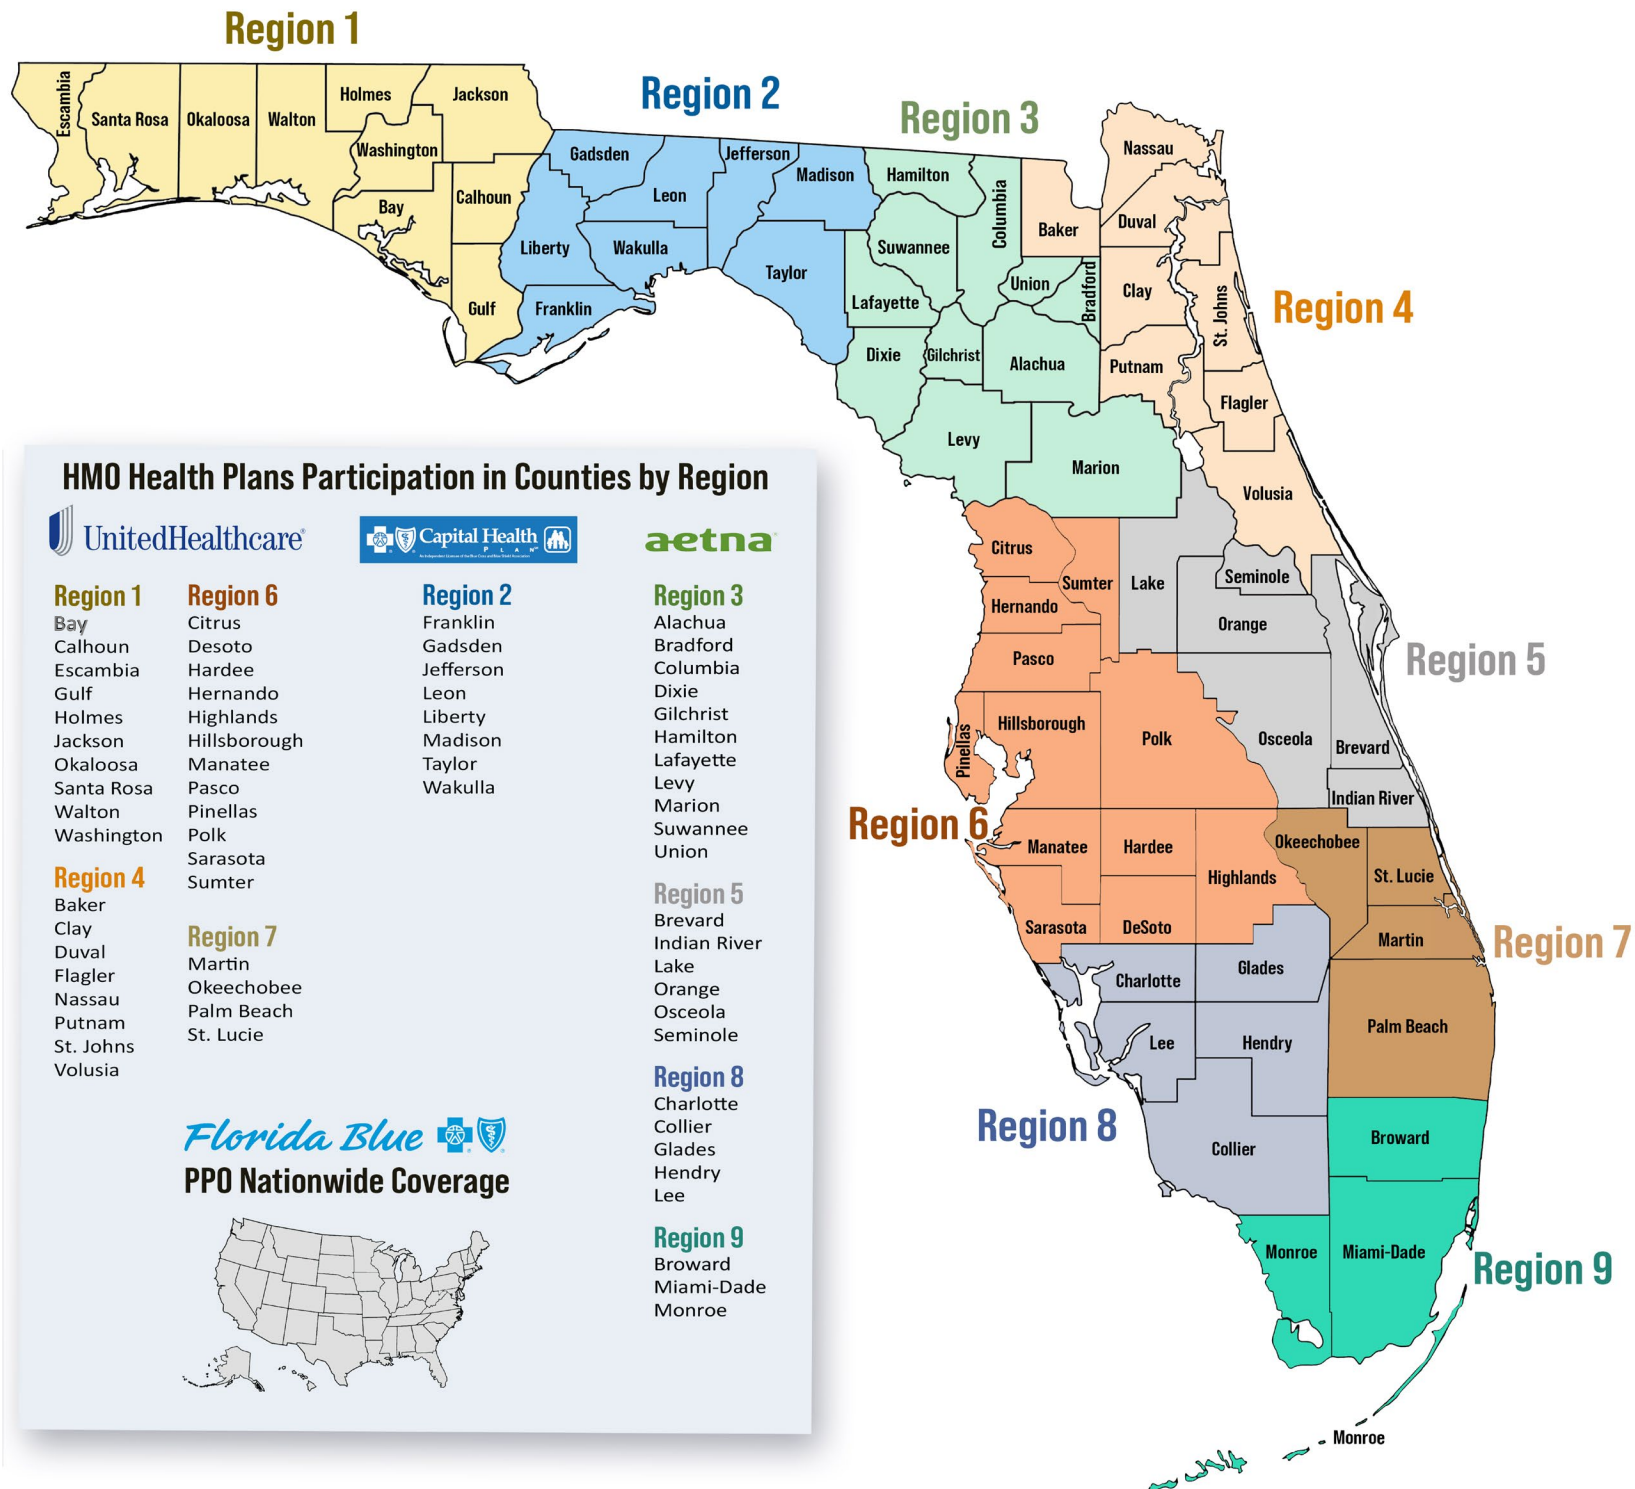 Region 1
Region 2
Region 3
Region 4
Region 5
Region 6
Region 7
Region 8
Region 9
Escambia
Santa Rosa
Okaloosa
Walton
Holmes
Jackson
Washington
Bay
Calhoun
Gulf
Gadsden
Leon
Jefferson
Madison
Liberty
Wakulla
Taylor
Franklin
Hamilton
Columbia
Suwannee
Lafayette
Union
Bradford
Dixie
Gilchrist
Alachua
Levy
Marion
Nassau
Baker
Duval
Clay
St. Johns
Putnam
Flagler
Volusia
Citrus
Sumter
Hernando
Pasco
Hillsborough
Pinellas
Polk
Manatee
Hardee
Highlands
Sarasota
DeSoto
Lake
Seminole
Orange
Osceola
Brevard
Indian River
Okeechobee
St. Lucie
Martin
Palm Beach
Charlotte
Glades
Lee
Hendry
Collier
Broward
Monroe
Miami-Dade
Monroe
HMO Health Plans Participation in Counties by Region
UnitedHealthcare®
Region 1
Bay
Calhoun
Escambia
Gulf
Holmes
Jackson
Okaloosa
Santa Rosa
Walton
Washington
Region 4
Baker
Clay
Duval
Flagler
Nassau
Putnam
St. Johns
Volusia
Region 6
Citrus
Desoto
Hardee
Hernando
Highlands
Hillsborough
Manatee
Pasco
Pinellas
Polk
Sarasota
Sumter
Region 7
Martin
Okeechobee
Palm Beach
St. Lucie
Capital Health
PLAN
Region 2
Franklin
Gadsden
Jefferson
Leon
Liberty
Madison
Taylor
Wakulla
aetna
Region 3
Alachua
Bradford
Columbia
Dixie
Gilchrist
Hamilton
Lafayette
Levy
Marion
Suwannee
Union
Region 5
Brevard
Indian River
Lake
Orange
Osceola
Seminole
Region 8
Charlotte
Collier
Glades
Hendry
Lee
Region 9
Broward
Miami-Dade
Monroe
Florida Blue
PPO Nationwide Coverage